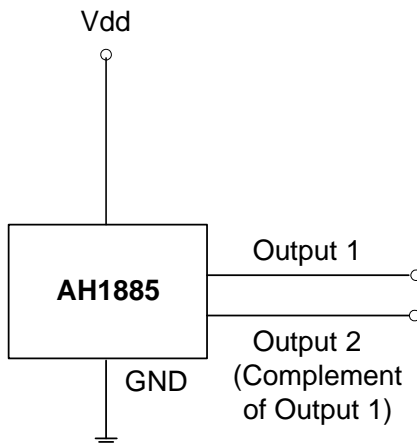 Vdd
Output 1
AH1885
Output 2
(Complement
of Output 1)
GND